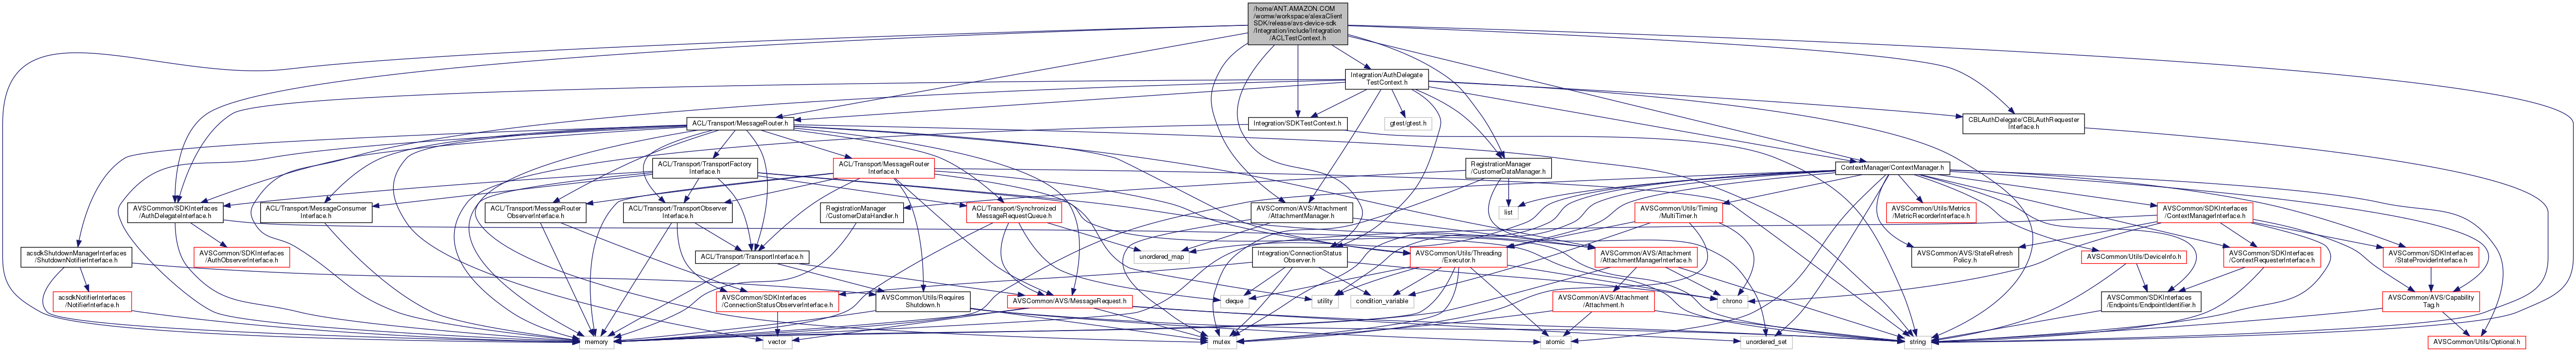 /home/ANT.AMAZON.COM
/womw/workspace/alexaClient
SDK/release/avs-device-sdk
/Integration/include/Integration
/ACLTestContext.h
Integration/AuthDelegate
TestContext.h
ACL/Transport/MessageRouter.h
Integration/SDKTestContext.h
gtest/gtest.h
CBLAuthDelegate/CBLAuthRequester
Interface.h
ACL/Transport/TransportFactory
Interface.h
ACL/Transport/MessageRouter
Interface.h
RegistrationManager
/CustomerDataManager.h
ContextManager/ContextManager.h
AVSCommon/SDKInterfaces
/AuthDelegateInterface.h
ACL/Transport/MessageConsumer
Interface.h
ACL/Transport/MessageRouter
ObserverInterface.h
ACL/Transport/TransportObserver
Interface.h
RegistrationManager
/CustomerDataHandler.h
ACL/Transport/Synchronized
MessageRequestQueue.h
AVSCommon/AVS/Attachment
/AttachmentManager.h
list
AVSCommon/Utils/Timing
/MultiTimer.h
AVSCommon/Utils/Metrics
/MetricRecorderInterface.h
AVSCommon/SDKInterfaces
/ContextManagerInterface.h
acsdkShutdownManagerInterfaces
/ShutdownNotifierInterface.h
AVSCommon/SDKInterfaces
/AuthObserverInterface.h
ACL/Transport/TransportInterface.h
unordered_map
Integration/ConnectionStatus
Observer.h
AVSCommon/Utils/Threading
/Executor.h
AVSCommon/AVS/Attachment
/AttachmentManagerInterface.h
AVSCommon/AVS/StateRefresh
Policy.h
AVSCommon/Utils/DeviceInfo.h
AVSCommon/SDKInterfaces
/ContextRequesterInterface.h
AVSCommon/SDKInterfaces
/StateProviderInterface.h
acsdkNotifierInterfaces
/NotifierInterface.h
AVSCommon/SDKInterfaces
/ConnectionStatusObserverInterface.h
AVSCommon/Utils/Requires
Shutdown.h
AVSCommon/AVS/MessageRequest.h
deque
utility
condition_variable
chrono
AVSCommon/AVS/Attachment
/Attachment.h
AVSCommon/SDKInterfaces
/Endpoints/EndpointIdentifier.h
AVSCommon/AVS/Capability
Tag.h
memory
vector
mutex
atomic
unordered_set
string
AVSCommon/Utils/Optional.h